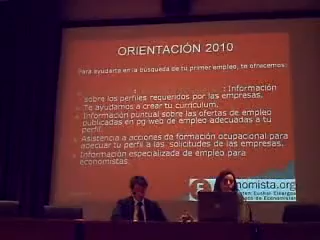 ORIENTACIÓN 2010
Para ayudarte en la búsqueda de tu primer empleo, te ofrecemos:
: Información
sobre los perfiles requeridos por las empresas.
Te ayudamos a crear tu currículum.
Información puntual sobre las ofertas de empleo
publicadas en pg web de empleo adecuadas a tu
perfil.
Asistencia a acciones de formación ocupacional para
adecuar tu perfil a las solicitudes de las empresas.
Información especializada de empleo para
economistas.
nomista.org
Euskal
de Economistas